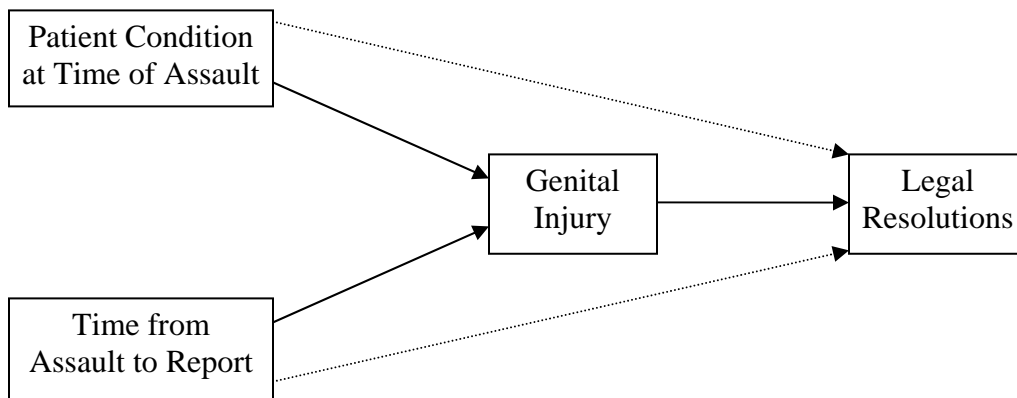 Patient Condition
at Time of Assault
Genital
Injury
Legal
Resolutions
Time from
Assault to Report